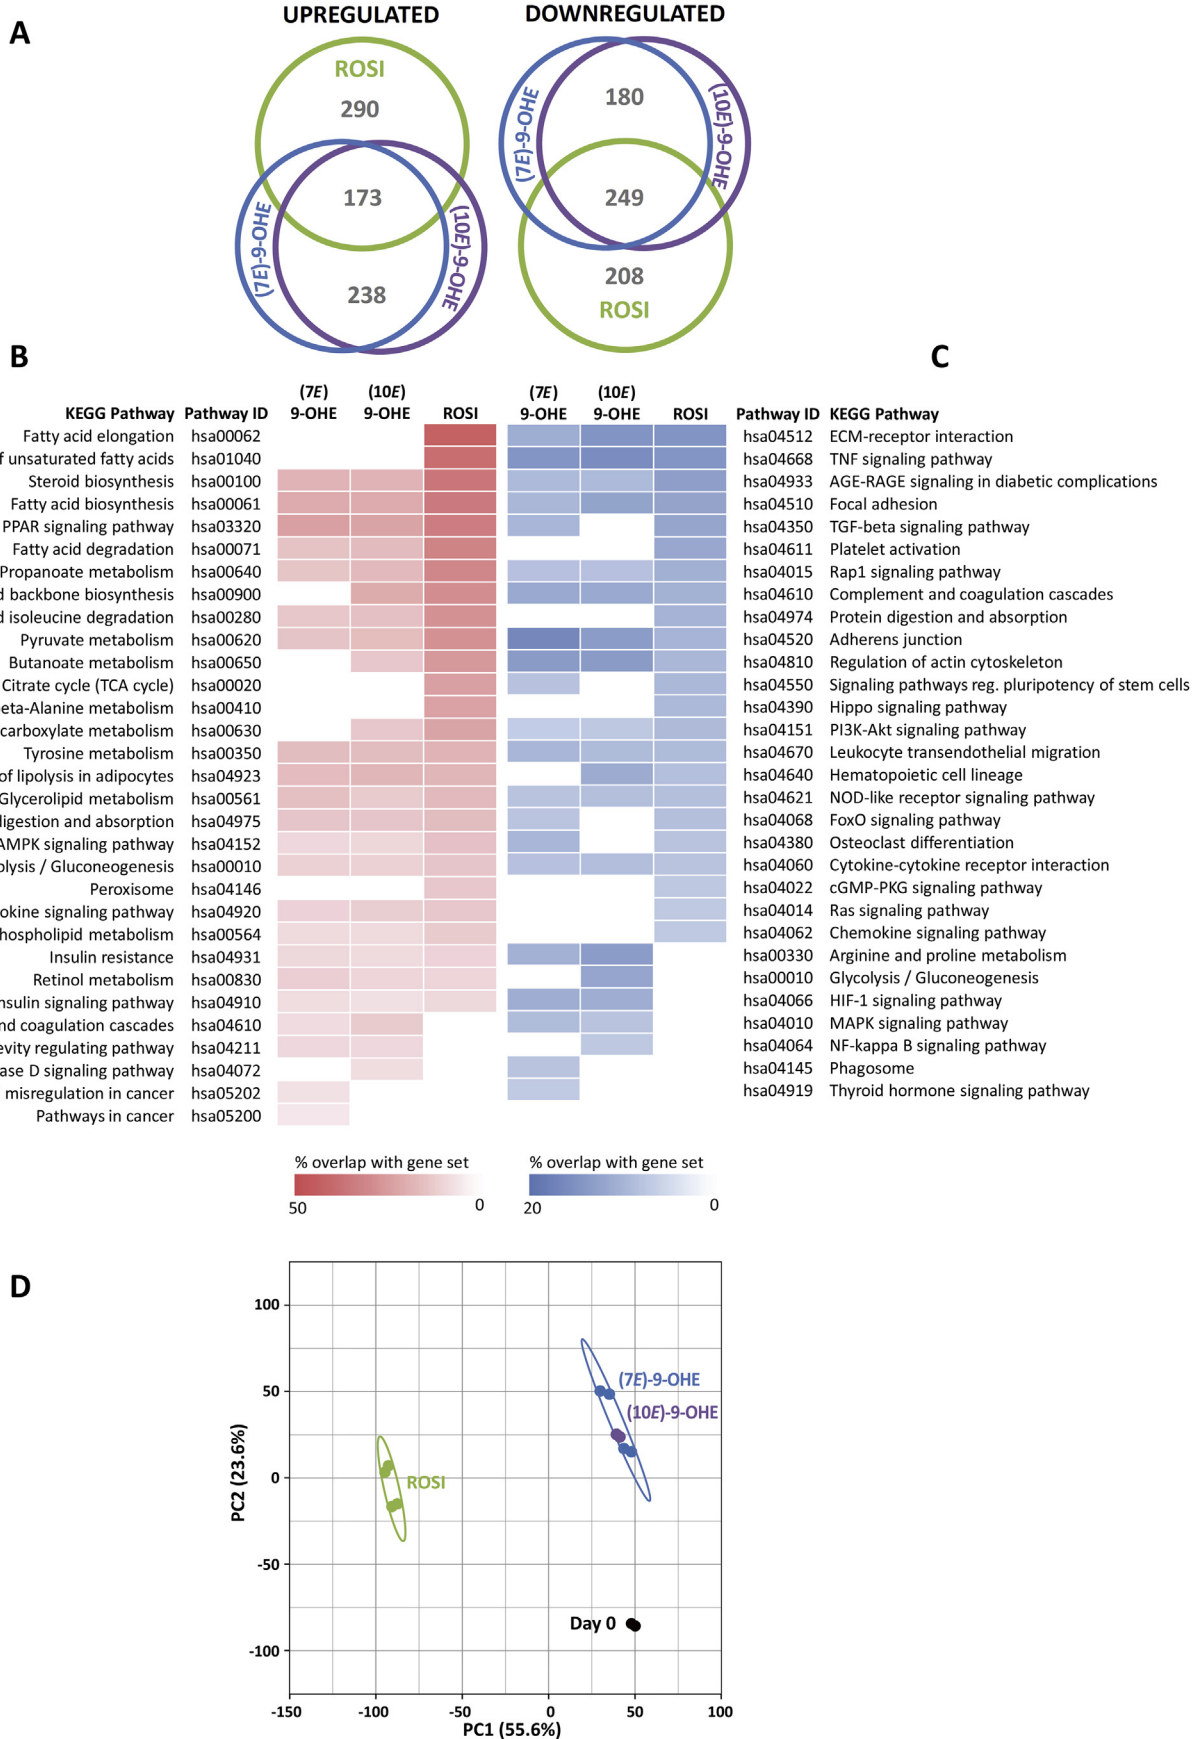 A
UPREGULATED
DOWNREGULATED
ROSI
290
173
238
(7E)-9-OHE
(10E)-9-OHE
180
249
208
ROSI
(7E)-9-OHE
(10E)-9-OHE
B
C
(7E) (10E)
KEGG Pathway Pathway ID 9-OHE 9-OHE ROSI
Fatty acid elongation hsa00062
f unsaturated fatty acids hsa01040
Steroid biosynthesis hsa00100
Fatty acid biosynthesis hsa00061
PPAR signaling pathway hsa03320
Fatty acid degradation hsa00071
Propanoate metabolism hsa00640
d backbone biosynthesis hsa00900
d isoleucine degradation hsa00280
Pyruvate metabolism hsa00620
Butanoate metabolism hsa00650
Citrate cycle (TCA cycle) hsa00020
eta-Alanine metabolism hsa00410
carboxylate metabolism hsa00630
Tyrosine metabolism hsa00350
of lipolysis in adipocytes hsa04923
Glycerolipid metabolism hsa00561
digestion and absorption hsa04975
AMPK signaling pathway hsa04152
olysis / Gluconeogenesis hsa00010
Peroxisome hsa04146
okine signaling pathway hsa04920
hospholipid metabolism hsa00564
Insulin resistance hsa04931
Retinol metabolism hsa00830
nsulin signaling pathway hsa04910
nd coagulation cascades hsa04610
evity regulating pathway hsa04211
ase D signaling pathway hsa04072
misregulation in cancer hsa05202
Pathways in cancer hsa05200
(7E) (10E)
9-OHE 9-OHE ROSI Pathway ID KEGG Pathway
hsa04512 ECM-receptor interaction
hsa04668 TNF signaling pathway
hsa04933 AGE-RAGE signaling in diabetic complications
hsa04510 Focal adhesion
hsa04350 TGF-beta signaling pathway
hsa04611 Platelet activation
hsa04015 Rap1 signaling pathway
hsa04610 Complement and coagulation cascades
hsa04974 Protein digestion and absorption
hsa04520 Adherens junction
hsa04810 Regulation of actin cytoskeleton
hsa04550 Signaling pathways reg. pluripotency of stem cells
hsa04390 Hippo signaling pathway
hsa04151 PI3K-Akt signaling pathway
hsa04670 Leukocyte transendothelial migration
hsa04640 Hematopoietic cell lineage
hsa04621 NOD-like receptor signaling pathway
hsa04068 FoxO signaling pathway
hsa04380 Osteoclast differentiation
hsa04060 Cytokine-cytokine receptor interaction
hsa04022 cGMP-PKG signaling pathway
hsa04014 Ras signaling pathway
hsa04062 Chemokine signaling pathway
hsa00330 Arginine and proline metabolism
hsa00010 Glycolysis / Gluconeogenesis
hsa04066 HIF-1 signaling pathway
hsa04010 MAPK signaling pathway
hsa04064 NF-kappa B signaling pathway
hsa04145 Phagosome
hsa04919 Thyroid hormone signaling pathway
% overlap with gene set
50 0
% overlap with gene set
20 0
D
100
50
0
-50
-100
PC2 (23.6%)
(7E)-9-OHE
(10E)-9-OHE
ROSI
Day 0
-150 -100 -50 0 50 100
PC1 (55.6%)